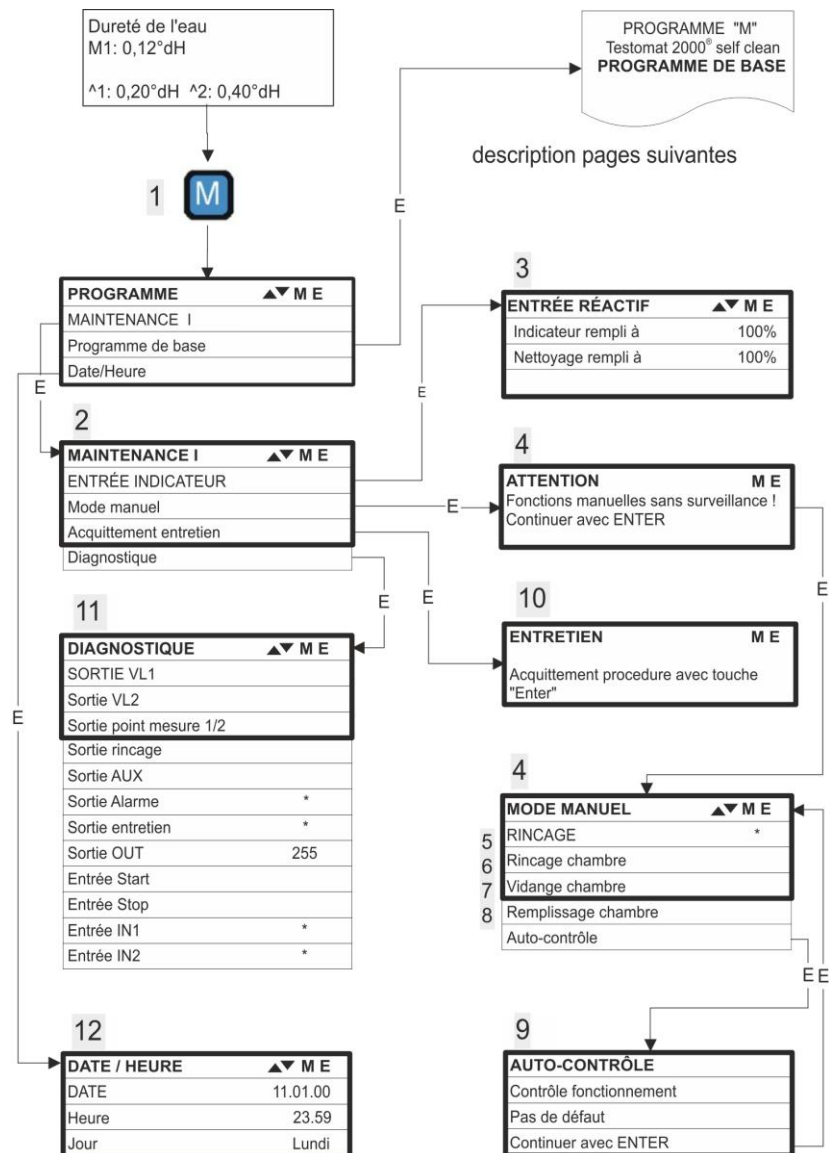 Dureté de l'eau
M1: 0,12°dH
^1: 0,20°dH ^2: 0,40°dH
PROGRAMME "M"
Testomat 2000® self clean
PROGRAMME DE BASE
description pages suivantes
1 M
E
PROGRAMME ▲▼ M E
MAINTENANCE I
Programme de base
Date/Heure
E
3
ENTRÉE RÉACTIF ▲▼ M E
Indicateur rempli à 100%
Nettoyage rempli à 100%
E
2
MAINTENANCE I ▲▼ M E
ENTRÉE INDICATEUR
Mode manuel
Acquittement entretien
Diagnostique
E
4
ATTENTION M E
Fonctions manuelles sans surveillance !
Continuer avec ENTER
E
E
E
10
ENTRETIEN M E
Acquittement procedure avec touche
"Enter"
11
DIAGNOSTIQUE ▲▼ M E
SORTIE VL1
Sortie VL2
Sortie point mesure 1/2
Sortie rincage
Sortie AUX
Sortie Alarme *
Sortie entretien *
Sortie OUT 255
Entrée Start
Entrée Stop
Entrée IN1 *
Entrée IN2 *
E
4
MODE MANUEL ▲▼ M E
5 RINCAGE *
6 Rincage chambre
7 Vidange chambre
8 Remplissage chambre
Auto-contrôle
E E
12
DATE / HEURE ▲▼ M E
DATE 11.01.00
Heure 23.59
Jour Lundi
9
AUTO-CONTRÔLE
Contrôle fonctionnement
Pas de défaut
Continuer avec ENTER